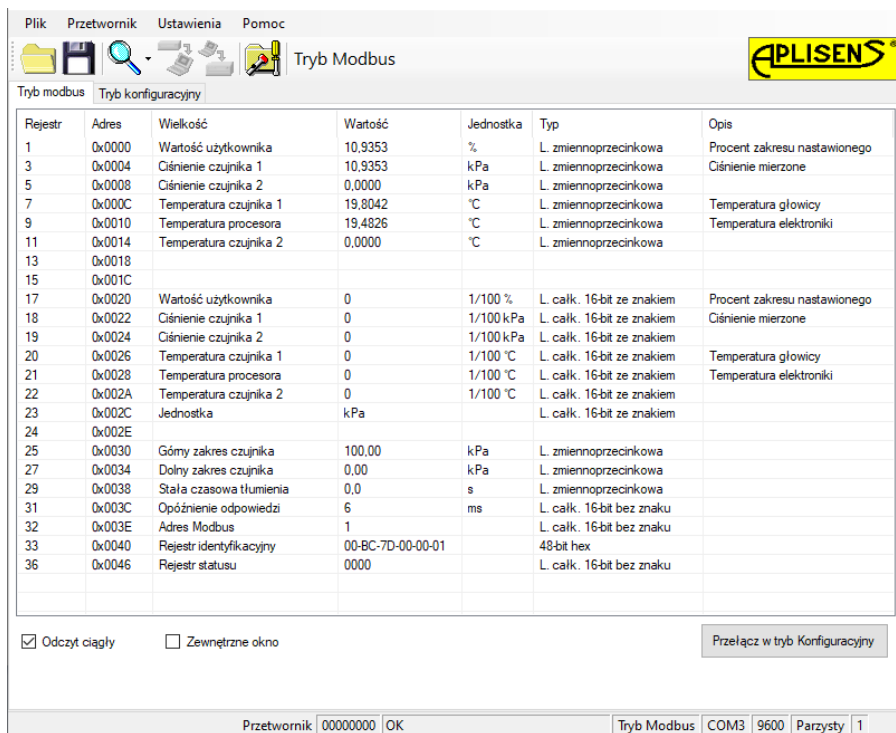 Plik Przetwornik Ustawienia Pomoc
Tryb Modbus
APLISENS®
Tryb modbus Tryb konfiguracyjny
Rejestr Adres Wielkość Wartość Jednostka Typ Opis
1 0x0000 Wartość użytkownika 10,9353 % L. zmiennoprzecinkowa Procent zakresu nastawionego
3 0x0004 Ciśnienie czujnika 1 10,9353 kPa L. zmiennoprzecinkowa Ciśnienie mierzone
5 0x0008 Ciśnienie czujnika 2 0,0000 kPa L. zmiennoprzecinkowa
7 0x000C Temperatura czujnika 1 19,8042 °C L. zmiennoprzecinkowa Temperatura głowicy
9 0x0010 Temperatura procesora 19,4826 °C L. zmiennoprzecinkowa Temperatura elektroniki
11 0x0014 Temperatura czujnika 2 0,0000 °C L. zmiennoprzecinkowa
13 0x0018
15 0x001C
17 0x0020 Wartość użytkownika 0 1/100 % L. całk. 16-bit ze znakiem Procent zakresu nastawionego
18 0x0022 Ciśnienie czujnika 1 0 1/100 kPa L. całk. 16-bit ze znakiem Ciśnienie mierzone
19 0x0024 Ciśnienie czujnika 2 0 1/100 kPa L. całk. 16-bit ze znakiem
20 0x0026 Temperatura czujnika 1 0 1/100 °C L. całk. 16-bit ze znakiem Temperatura głowicy
21 0x0028 Temperatura procesora 0 1/100 °C L. całk. 16-bit ze znakiem Temperatura elektroniki
22 0x002A Temperatura czujnika 2 0 1/100 °C L. całk. 16-bit ze znakiem
23 0x002C Jednostka kPa L. całk. 16-bit ze znakiem
24 0x002E
25 0x0030 Górny zakres czujnika 100,00 kPa L. zmiennoprzecinkowa
27 0x0034 Dolny zakres czujnika 0,00 kPa L. zmiennoprzecinkowa
29 0x0038 Stała czasowa tłumienia 0,0 s L. zmiennoprzecinkowa
31 0x003C Opóźnienie odpowiedzi 6 ms L. całk. 16-bit bez znaku
32 0x003E Adres Modbus 1 L. całk. 16-bit bez znaku
33 0x0040 Rejestr identyfikacyjny 00-BC-7D-00-00-01 48-bit hex
36 0x0046 Rejestr statusu 0000 L. całk. 16-bit bez znaku
Odczyt ciągły Zewnętrzne okno Przełącz w tryb Konfiguracyjny
Przetwornik 00000000 OK Tryb Modbus COM3 9600 Parzysty 1